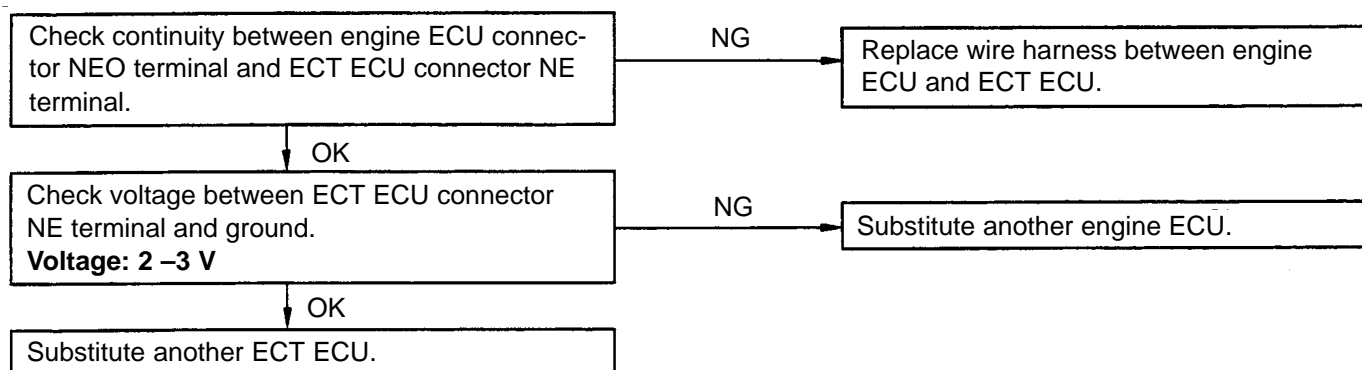 Check continuity between engine ECU connec-
tor NEO terminal and ECT ECU connector NE
terminal.
NG
Replace wire harness between engine
ECU and ECT ECU.
OK
Check voltage between ECT ECU connector
NE terminal and ground.
Voltage: 2 –3 V
NG
Substitute another engine ECU.
OK
Substitute another ECT ECU.